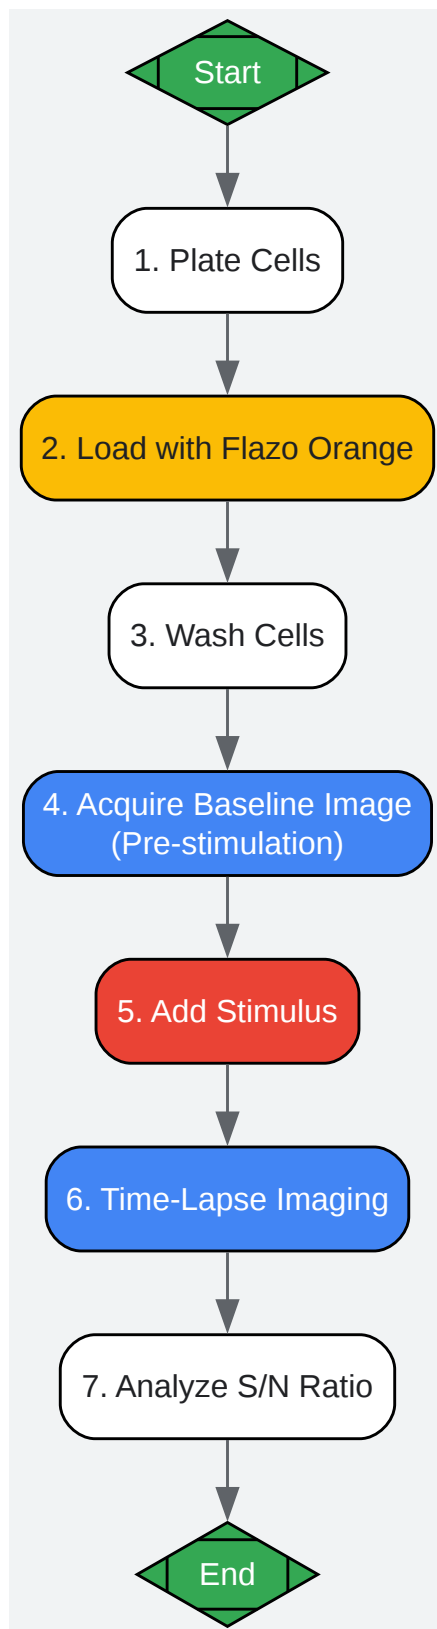 Start
1. Plate Cells
2. Load with Flazo Orange
3. Wash Cells
4. Acquire Baseline Image
(Pre-stimulation)
5. Add Stimulus
6. Time-Lapse Imaging
7. Analyze S/N Ratio
End